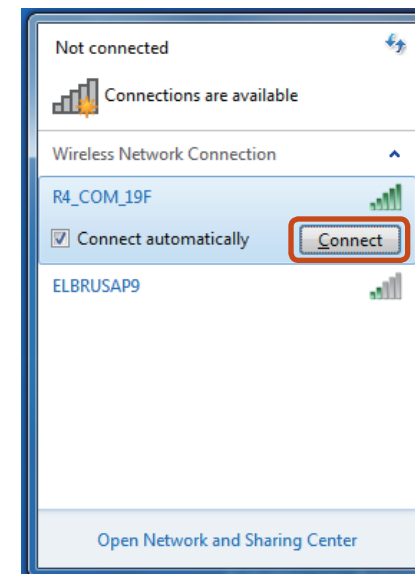 Not connected
Connections are available
Wireless Network Connection
R4_COM_19F
Connect automatically Connect
ELBRUSAP9
Open Network and Sharing Center